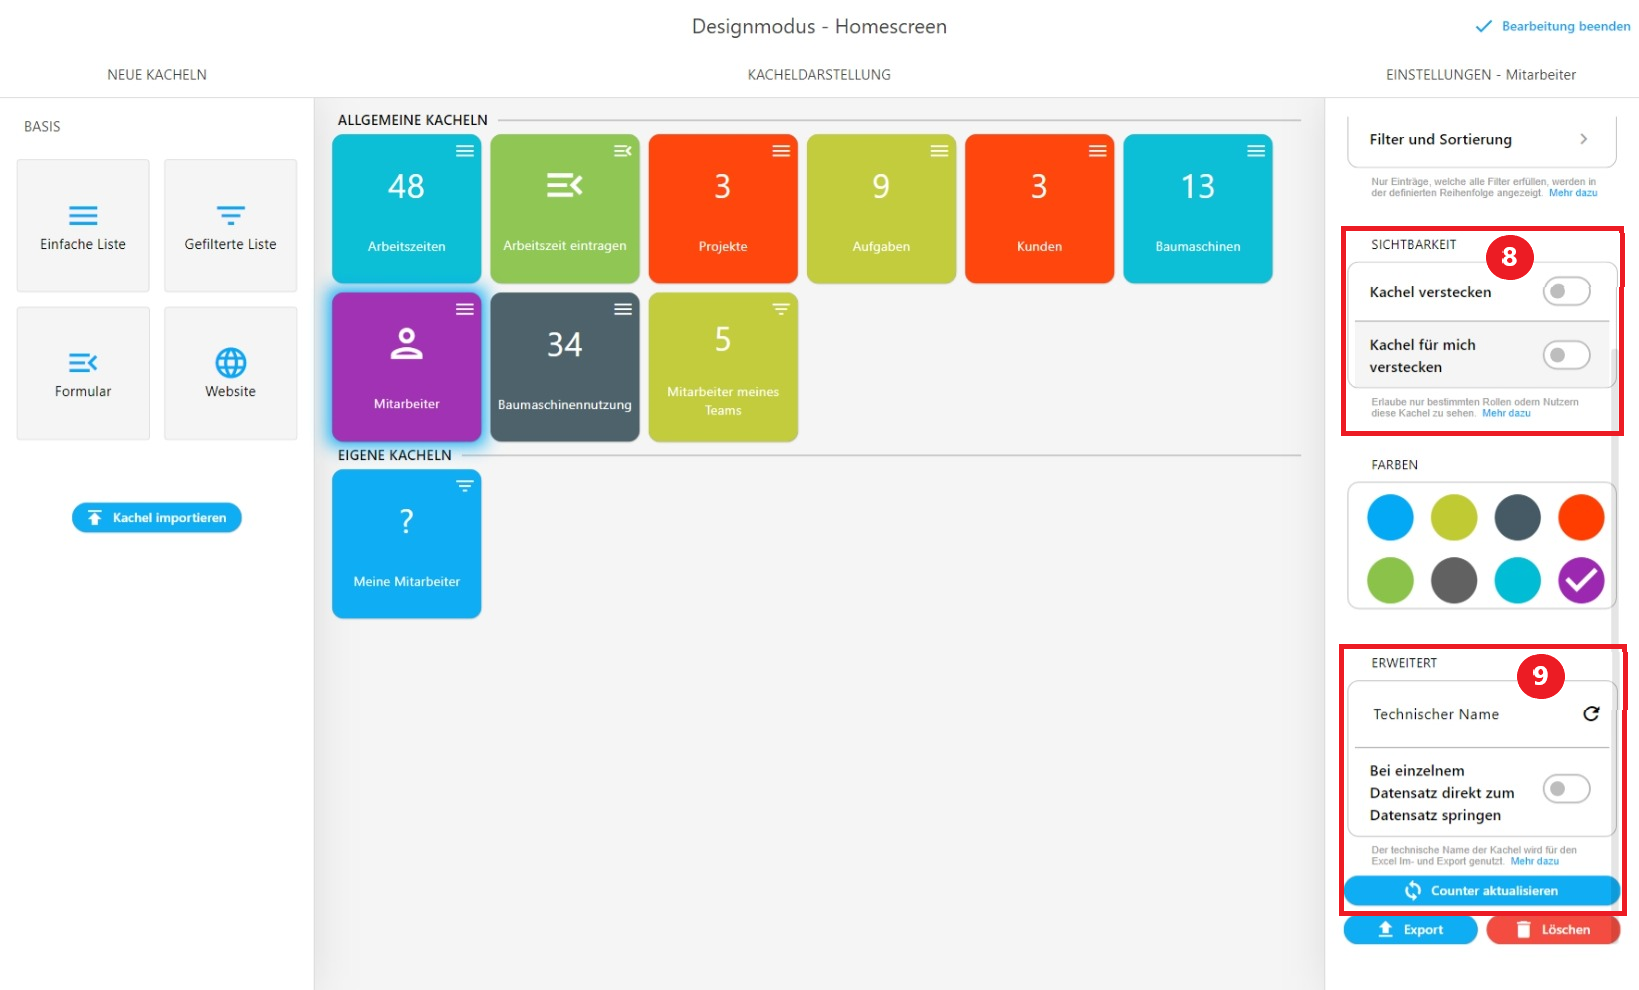 Designmodus - Homescreen
Bearbeitung beenden
NEUE KACHELN
KACHELDARSTELLUNG
EINSTELLUNGEN - Mitarbeiter
BASIS
Einfache Liste
Gefilterte Liste
Formular
Website
Kachel importieren
ALLGEMEINE KACHELN
48
Arbeitszeiten
Arbeitszeit eintragen
3
Projekte
9
Aufgaben
3
Kunden
13
Baumaschinen
Mitarbeiter
34
Baumaschinennutzung
5
Mitarbeiter meines
Teams
EIGENE KACHELN
?
Meine Mitarbeiter
Filter und Sortierung
Nur Einträge, welche alle Filter erfüllen, werden in
der definierten Reihenfolge angezeigt. Mehr dazu
SICHTBARKEIT
8
Kachel verstecken
Kachel für mich
verstecken
Erlaube nur bestimmten Rollen odern Nutzern
diese Kachel zu sehen. Mehr dazu
FARBEN
ERWEITERT
9
Technischer Name
Bei einzelnem
Datensatz direkt zum
Datensatz springen
Der technische Name der Kachel wird für den
Excel Im- und Export genutzt. Mehr dazu
Counter aktualisieren
Export
Löschen